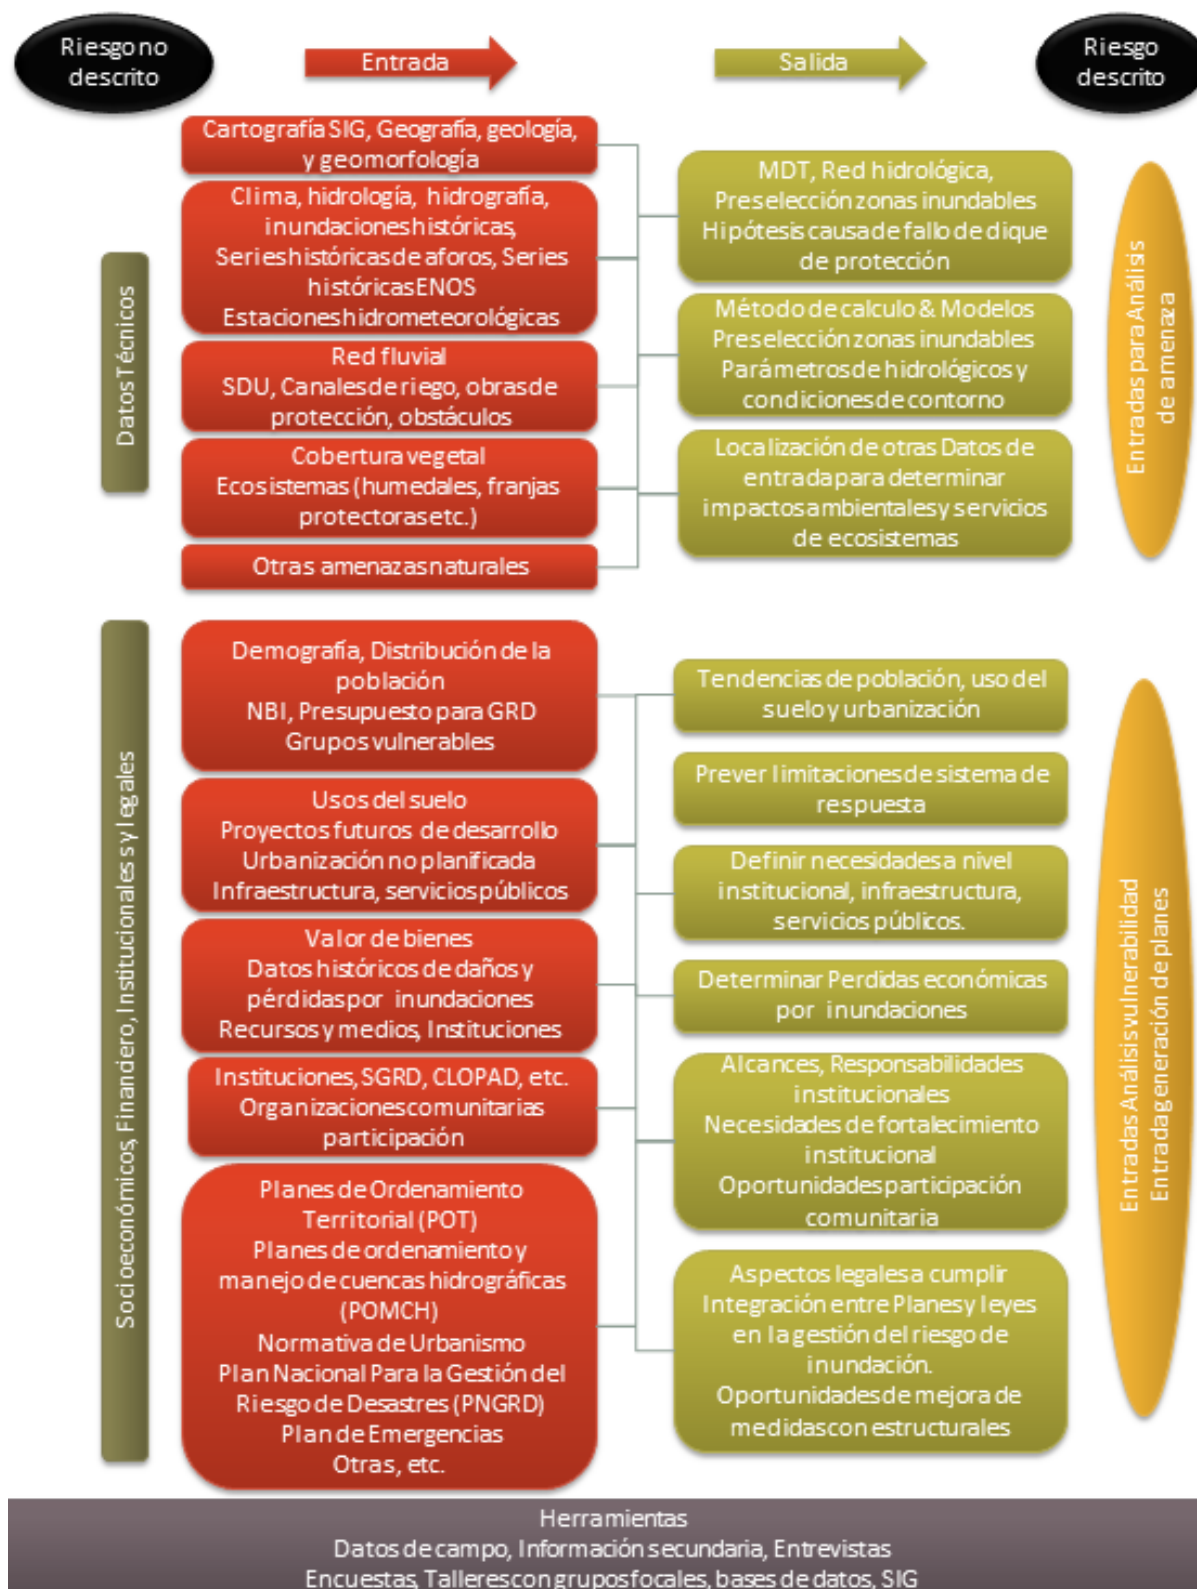 Riesgo no
descrito
Entrada
Salida
Riesgo
descrito
Datos Técnicos
Cartografía SIG, Geografía, geología,
y geomorfología
Clima, hidrología, hidrografía,
inundaciones históricas,
Series históricas de aforos, Series
históricas ENOS
Estaciones hidrometeorológicas
Red fluvial
SDU, Canales de riego, obras de
protección, obstáculos
Cobertura vegetal
Ecosistemas (humedales, franjas
protectoras etc.)
Otras amenazas naturales
MDT, Red hidrológica,
Preselección zonas inundables
Hipótesis causa de fallo de dique
de protección
Método de calculo & Modelos
Preselección zonas inundables
Parámetros de hidrológicos y
condiciones de contorno
Localización de otras Datos de
entrada para determinar
impactos ambientales y servicios
de ecosistemas
Entradas para Análisis
de amenaza
Socioeconómicos, Financiero, Institucionales y legales
Demografía, Distribución de la
población
NBI, Presupuesto para GRD
Grupos vulnerables
Usos del suelo
Proyectos futuros de desarrollo
Urbanización no planificada
Infraestructura, servicios públicos
Valor de bienes
Datos históricos de daños y
pérdidas por inundaciones
Recursos y medios, Instituciones
Instituciones, SGRD, CLOPAD, etc.
Organizaciones comunitarias
participación
Planes de Ordenamiento
Territorial (POT)
Planes de ordenamiento y
manejo de cuencas hidrográficas
(POMCH)
Normativa de Urbanismo
Plan Nacional Para la Gestión del
Riesgo de Desastres (PNGRD)
Plan de Emergencias
Otras, etc.
Tendencias de población, uso del
suelo y urbanización
Prever limitaciones de sistema de
respuesta
Definir necesidades a nivel
institucional, infraestructura,
servicios públicos.
Determinar Perdidas económicas
por inundaciones
Alcances, Responsabilidades
institucionales
Necesidades de fortalecimiento
institucional
Oportunidades participación
comunitaria
Aspectos legales a cumplir
Integración entre Planes y leyes
en la gestión del riesgo de
inundación.
Oportunidades de mejora de
medidas con estructurales
Entradas Análisis vulnerabilidad
Entrada generación de planes
Herramientas
Datos de campo, Información secundaria, Entrevistas
Encuestas, Talleres con grupos focales, bases de datos, SIG